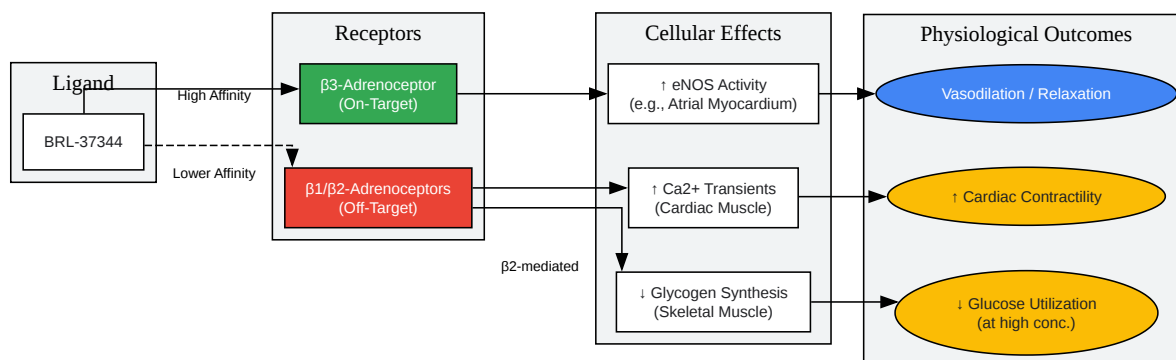 Ligand
BRL-37344
High Affinity
Lower Affinity
Receptors
β3-Adrenoceptor
(On-Target)
β1/β2-Adrenoceptors
(Off-Target)
β2-mediated
Cellular Effects
↑ eNOS Activity
(e.g., Atrial Myocardium)
↑ Ca2+ Transients
(Cardiac Muscle)
↓ Glycogen Synthesis
(Skeletal Muscle)
Physiological Outcomes
Vasodilation / Relaxation
↑ Cardiac Contractility
↓ Glucose Utilization
(at high conc.)